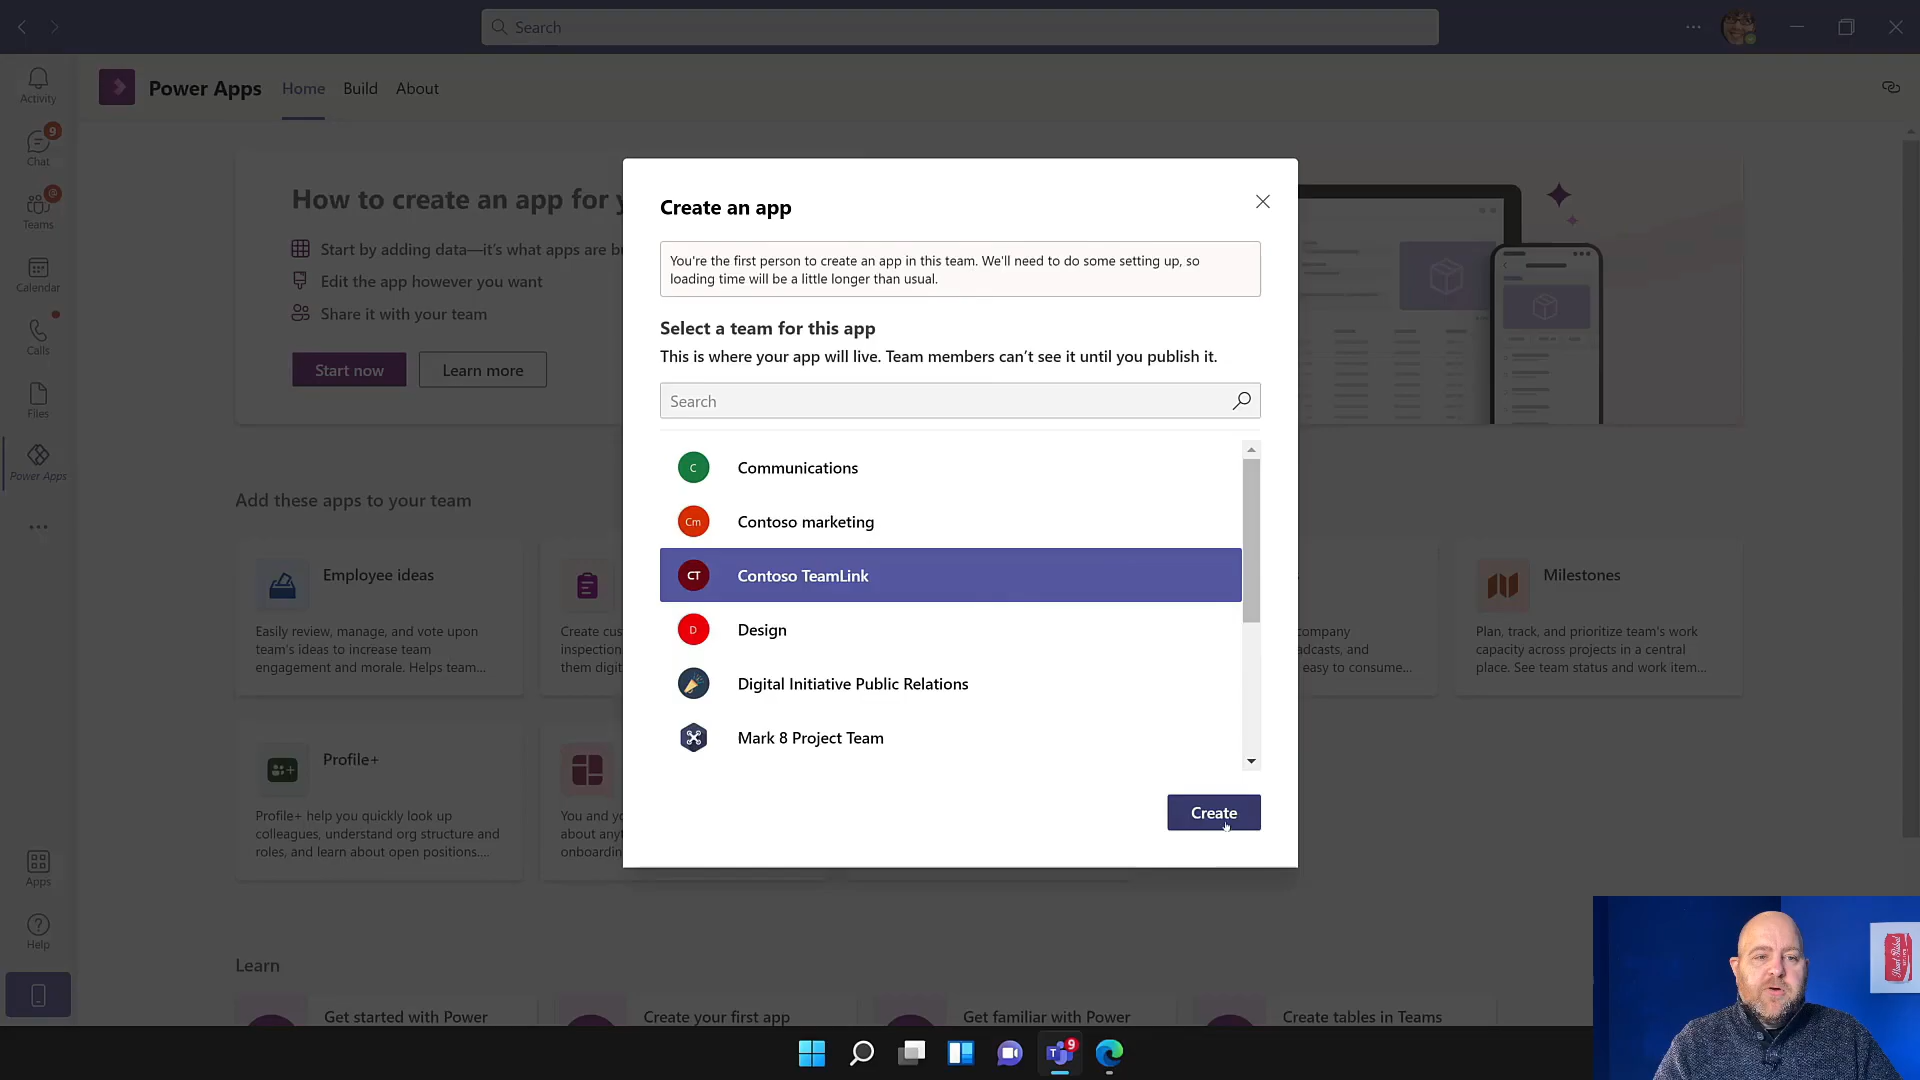 Search
Activity
Chat
9
Teams
@
Calendar
Calls
Files
Power Apps
Apps
Help
Power Apps
Home
Build
About
How to create an app for y
Start by adding data—it's what apps are bu
Edit the app however you want
Share it with your team
Start now
Learn more
Add these apps to your team
Employee ideas
Easily review, manage, and vote upon
team's ideas to increase team
engagement and morale. Helps team...
Create cus
inspection
them digit
company
adcasts, and
easy to consume...
Milestones
Plan, track, and prioritize team's work
capacity across projects in a central
place. See team status and work item...
Profile+
Profile+ help you quickly look up
colleagues, understand org structure and
roles, and learn about open positions....
You and yo
about anyt
onboardin
Learn
Get started with Power
Create your first app
Get familiar with Power
Create tables in Teams
Create an app
You're the first person to create an app in this team. We'll need to do some setting up, so
loading time will be a little longer than usual.
Select a team for this app
This is where your app will live. Team members can't see it until you publish it.
Search
C
Communications
Cm
Contoso marketing
CT
Contoso TeamLink
D
Design
Digital Initiative Public Relations
Mark 8 Project Team
Create
T
9